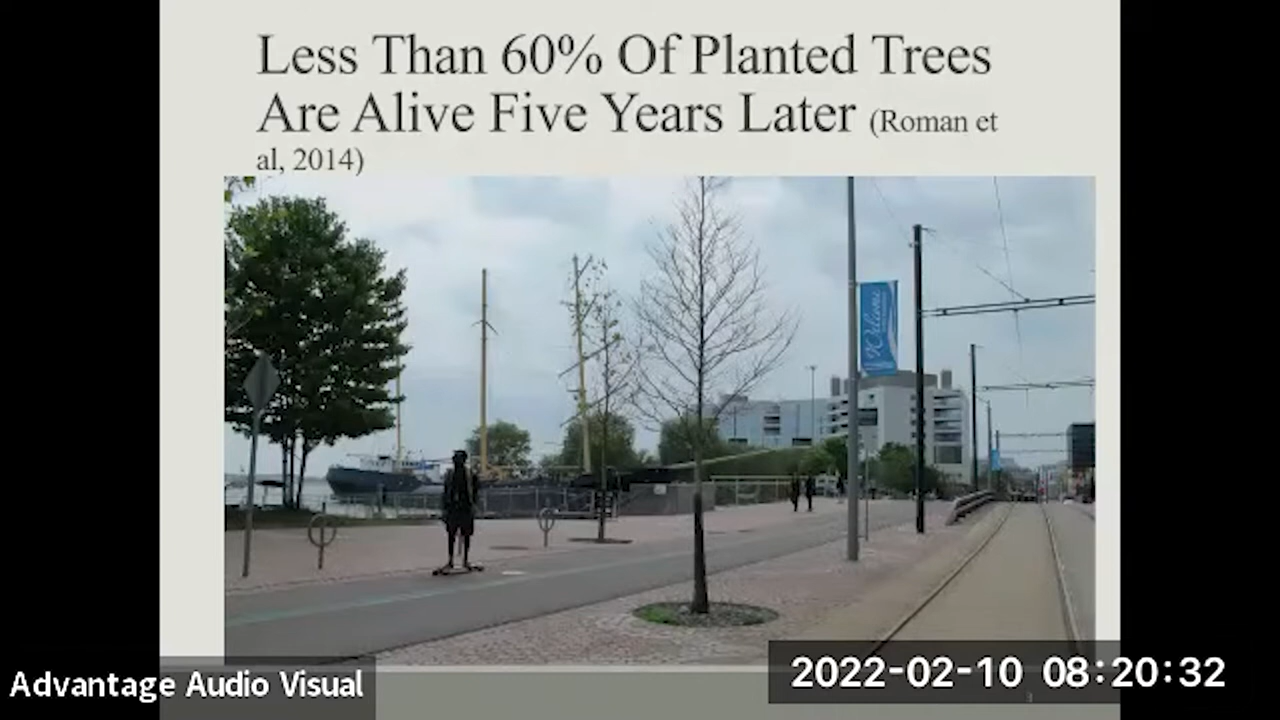 Less Than 60% Of Planted Trees
Are Alive Five Years Later (Roman et
al, 2014)
Welcome
Advantage Audio Visual
2022-02-10 08:20:32